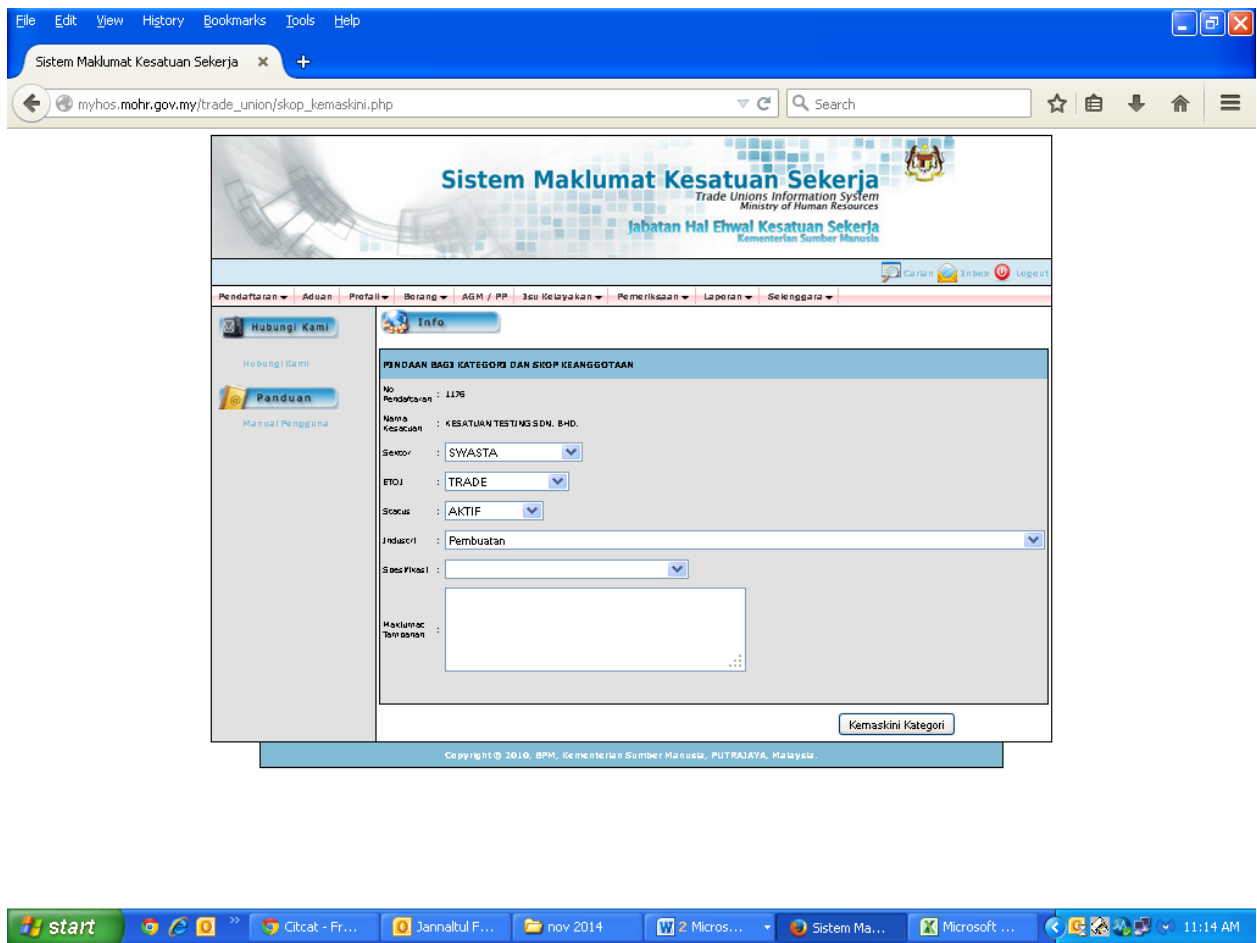 File Edit View History Bookmarks Tools Help
Sistem Maklumat Kesatuan Sekerja
myhos.mohr.gov.my/trade_union/skop_kemaskini.php
Search
Sistem Maklumat Kesatuan Sekerja
Trade Unions Information System
Ministry of Human Resources
Jabatan Hal Ehwal Kesatuan Sekerja
Kementerian Sumber Manusia
Carian Inbox Logout
Pendaftaran Aduan Profail Borang AGM / PP Isu Kelayakan Pemeriksaan Laporan Selenggara
Hubungi Kami
Hubungi Kami
Panduan
Manual Pengguna
Info
PINDAAN BAGI KATEGORI DAN SKOP KEANGGOTAAN
No Pendaftaran : 1176
Nama Kesatuan : KESATUAN TESTING SDN. BHD.
Sektor : SWASTA
ETOI : TRADE
Status : AKTIF
Industri : Pembuatan
Spesifikasi :
Maklumat Tambahan :
Kemaskini Kategori
Copyright © 2010, BPM, Kementerian Sumber Manusia, PUTRAJAYA, Malaysia.
start Citcat - Fr... Jannaltul F... nov 2014 2 Micros... Sistem Ma... Microsoft ... 11:14 AM